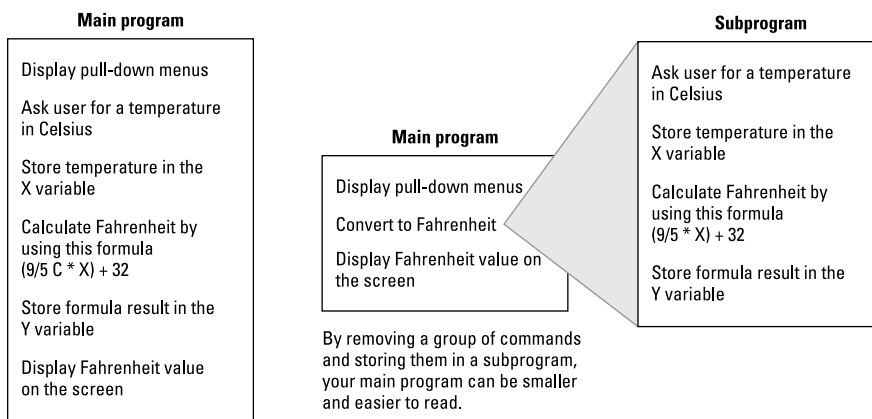 Main program
Display pull-down menus
Ask user for a temperature
in Celsius
Store temperature in the
X variable
Calculate Fahrenheit by
using this formula
(9/5 C * X) + 32
Store formula result in the
Y variable
Display Fahrenheit value
on the screen
Main program
Display pull-down menus
Convert to Fahrenheit
Display Fahrenheit value on
the screen
By removing a group of commands
and storing them in a subprogram,
your main program can be smaller
and easier to read.
Subprogram
Ask user for a temperature
in Celsius
Store temperature in the
X variable
Calculate Fahrenheit by
using this formula
(9/5 * X) + 32
Store formula result in the
Y variable